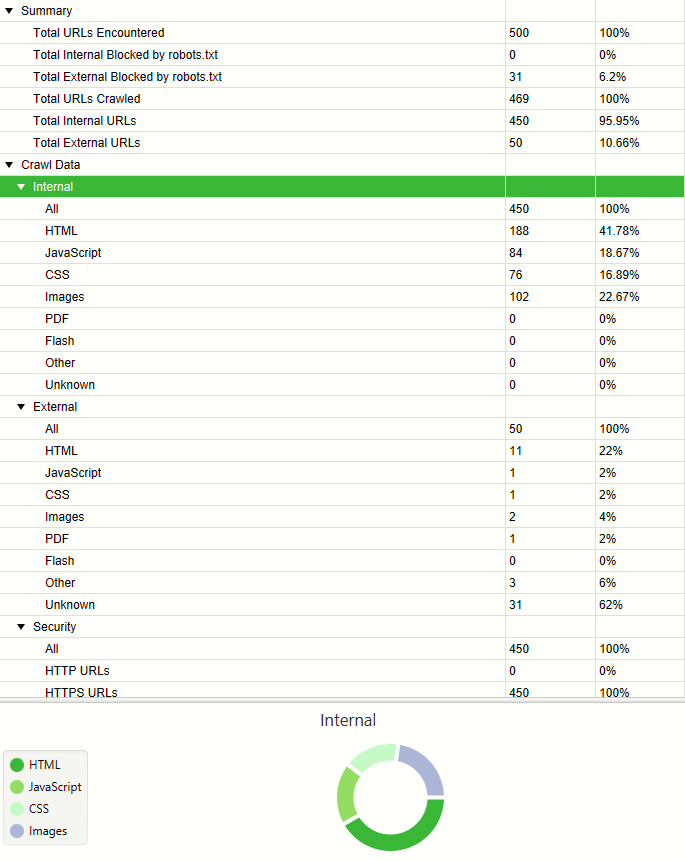 Summary
Total URLs Encountered 500 100%
Total Internal Blocked by robots.txt 0 0%
Total External Blocked by robots.txt 31 6.2%
Total URLs Crawled 469 100%
Total Internal URLs 450 95.95%
Total External URLs 50 10.66%
Crawl Data
Internal
All 450 100%
HTML 188 41.78%
JavaScript 84 18.67%
CSS 76 16.89%
Images 102 22.67%
PDF 0 0%
Flash 0 0%
Other 0 0%
Unknown 0 0%
External
All 50 100%
HTML 11 22%
JavaScript 1 2%
CSS 1 2%
Images 2 4%
PDF 1 2%
Flash 0 0%
Other 3 6%
Unknown 31 62%
Security
All 450 100%
HTTP URLs 0 0%
HTTPS URLs 450 100%
Internal
HTML
JavaScript
CSS
Images